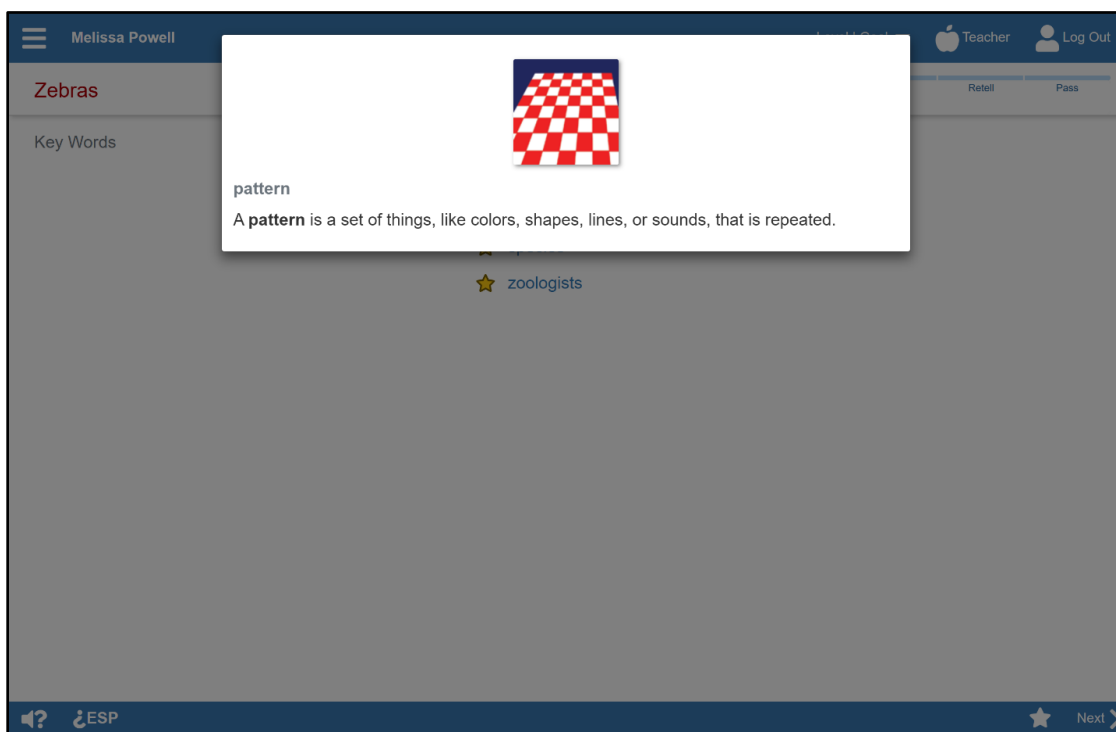 Melissa Powell
Teacher
Log Out
Zebras
Retell
Pass
Key Words
pattern
A pattern is a set of things, like colors, shapes, lines, or sounds, that is repeated.
zoologists
¿ESP
Next